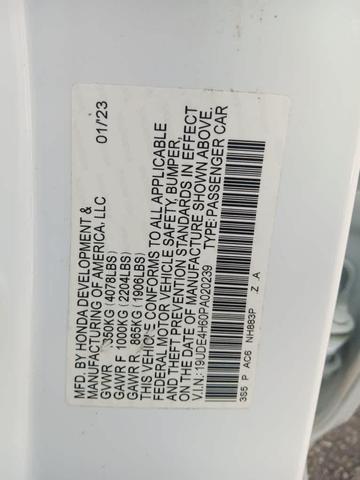 MFD. BY HONDA DEVELOPMENT & 01/23
MANUFACTURING OF AMERICA, LLC
GVWR 350KG (4078LBS)
GAWR F 1000KG (2204LBS)
GAWR R 865KG (1906LBS)
THIS VEHICLE CONFORMS TO ALL APPLICABLE
FEDERAL MOTOR VEHICLE SAFETY, BUMPER,
AND THEFT PREVENTION STANDARDS IN EFFECT
ON THE DATE OF MANUFACTURE SHOWN ABOVE.
V.I.N.: 19UDE4H60PA020239 TYPE: PASSENGER CAR
3S5 P AC6 NH883P Z A